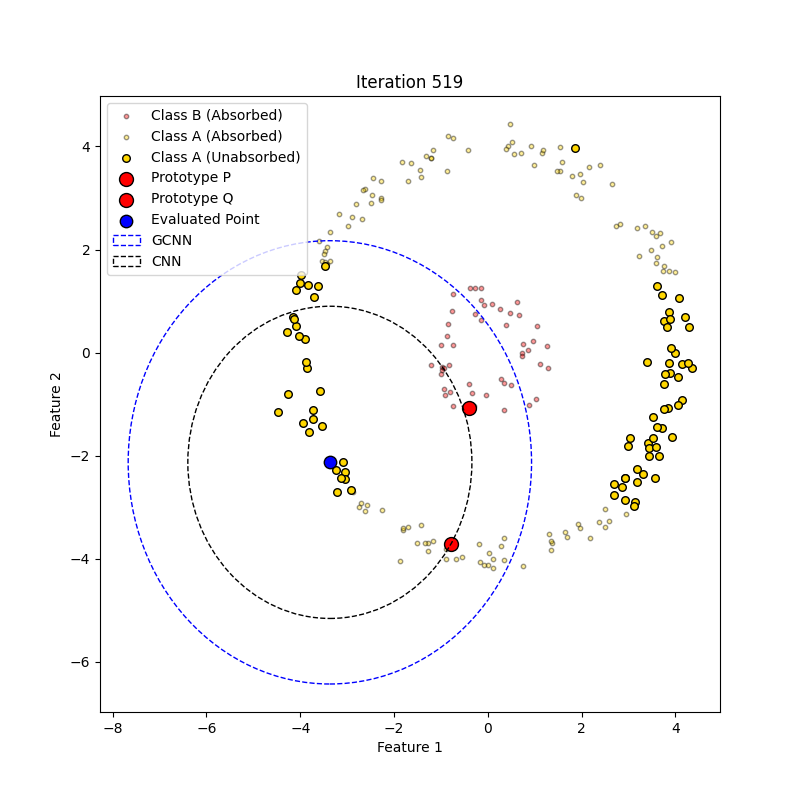 Iteration 519
Class B (Absorbed)
Class A (Absorbed)
Class A (Unabsorbed)
Prototype P
Prototype Q
Evaluated Point
GCNN
CNN
4
2
0
−2
−4
−6
Feature 2
−8
−6
−4
−2
0
2
4
Feature 1